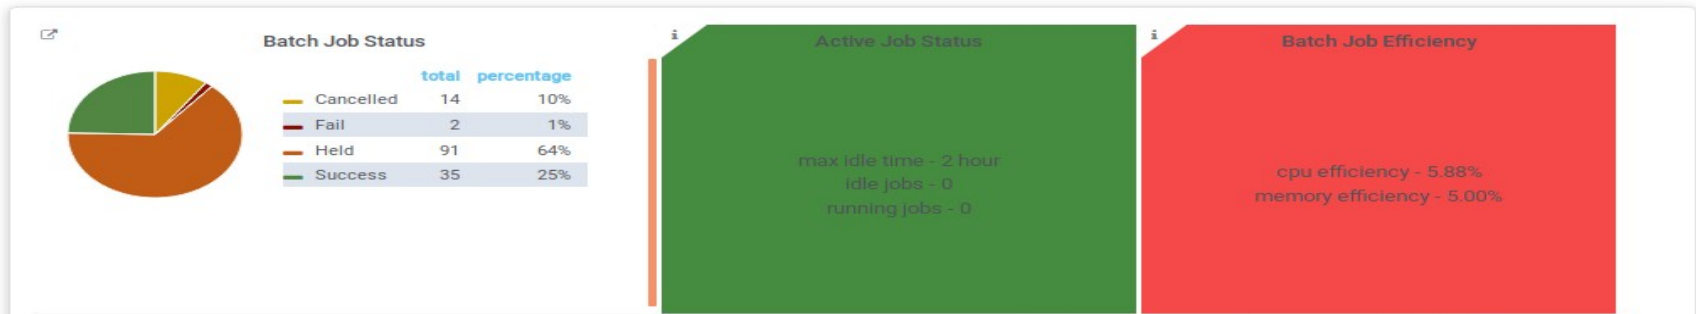 Batch Job Status
total percentage
Cancelled 14 10%
Fail 2 1%
Held 91 64%
Success 35 25%
i
Active Job Status
max idle time - 2 hour
idle jobs - 0
running jobs - 0
i
Batch Job Efficiency
cpu efficiency - 5.88%
memory efficiency - 5.00%